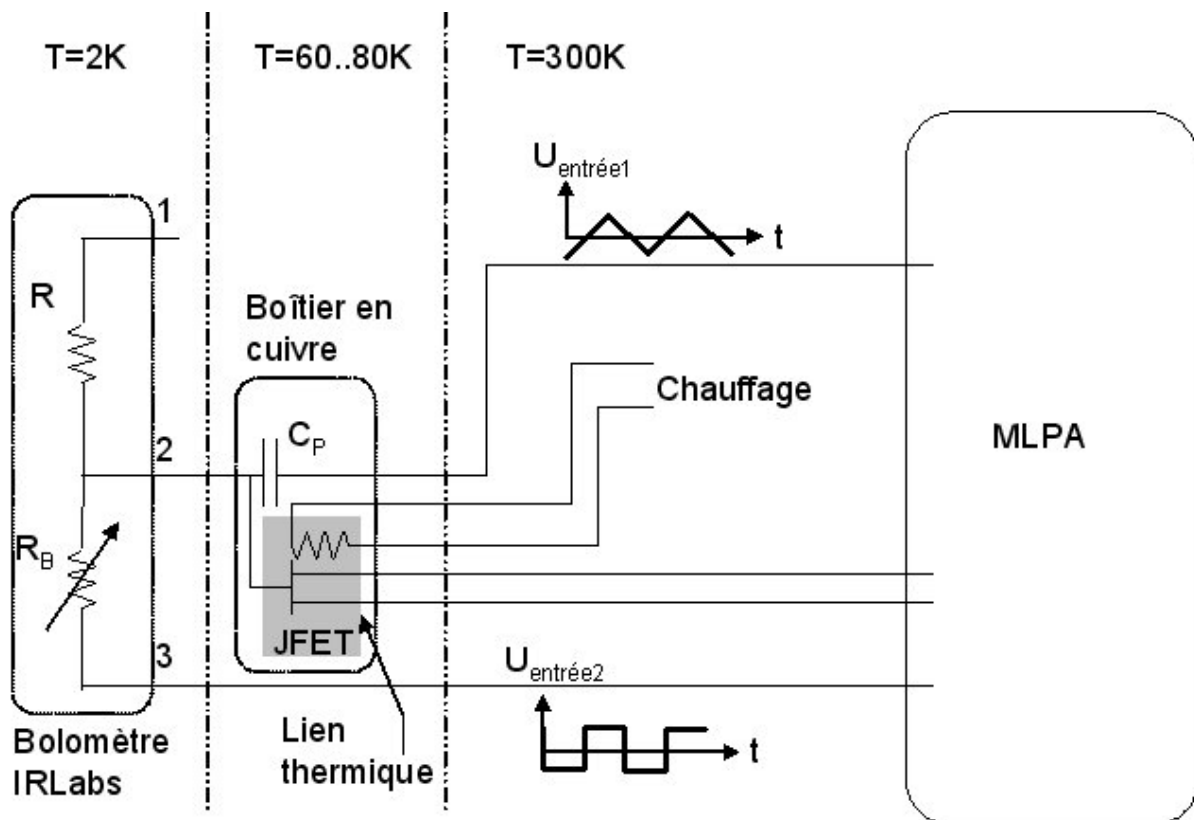 T=2K
T=60..80K
T=300K
Uentrée1
1
t
R
Boîtier en
cuivre
Chauffage
CP
2
MLPA
RB
JFET
3
Uentrée2
t
Bolomètre
IRLabs
Lien
thermique